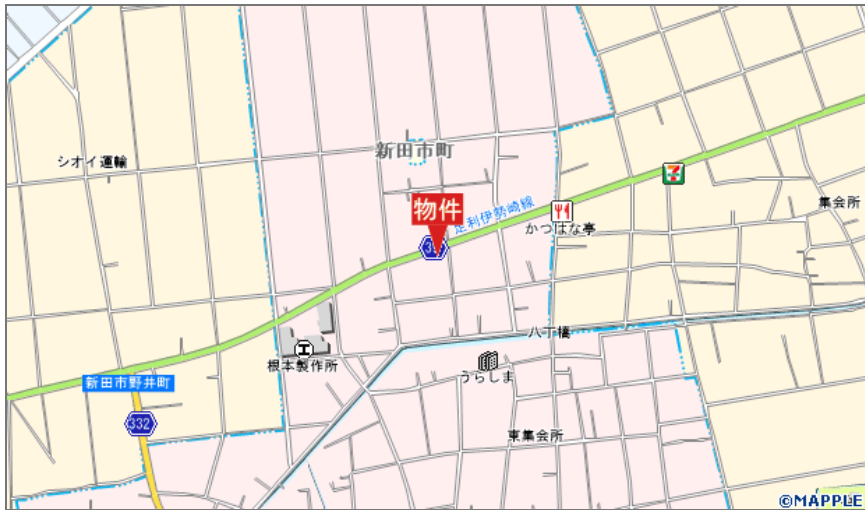 新田市町
シオイ運輸
物件
足利伊勢崎線
7
かつはな亭
集会所
八丁橋
根本製作所
うらしま
新田市野井町
332
東集会所
©MAPPLE